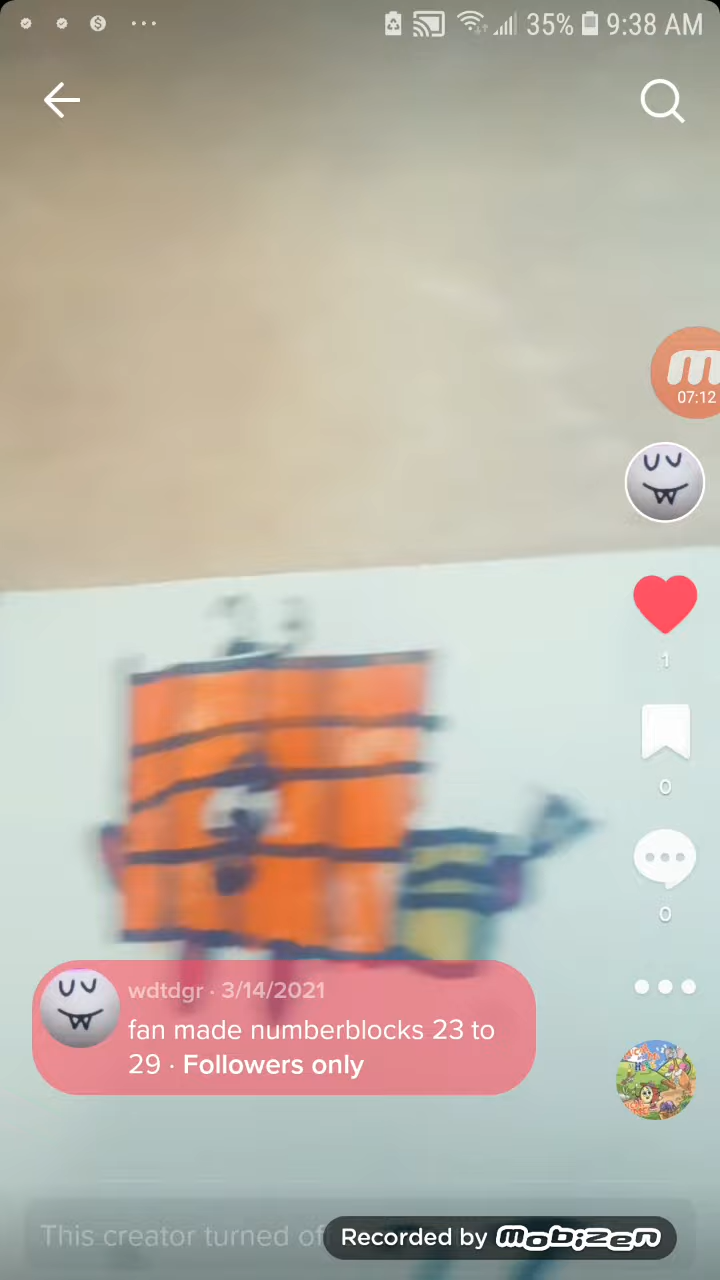 35% 9:38 AM
07:12
1
0
0
wdtdgr · 3/14/2021
fan made numberblocks 23 to
29 · Followers only
This creator turned of
Recorded by mobizen